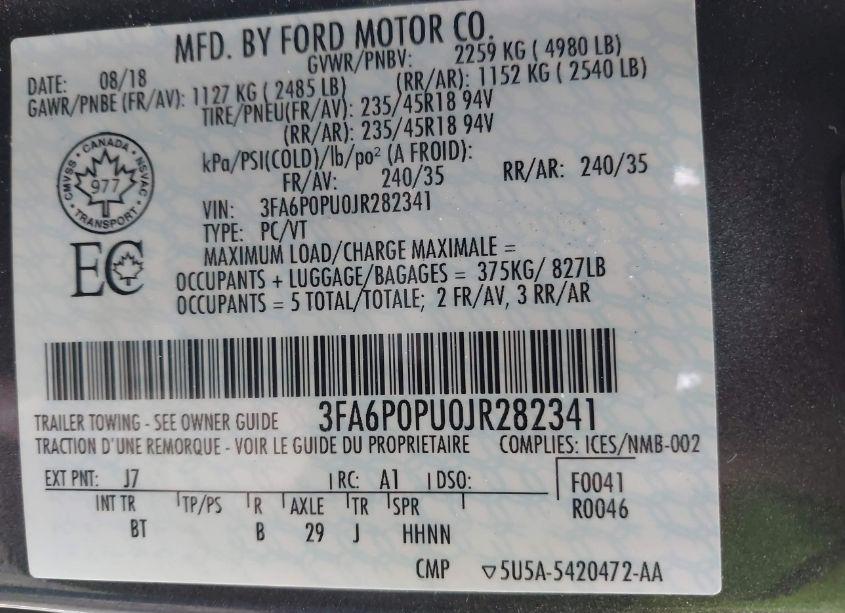 MFD. BY FORD MOTOR CO.
DATE: 08/18 GVWR/PNBV: 2259 KG ( 4980 LB)
GAWR/PNBE (FR/AV): 1127 KG ( 2485 LB) (RR/AR): 1152 KG ( 2540 LB)
TIRE/PNEU(FR/AV): 235/45R18 94V
(RR/AR): 235/45R18 94V
kPa/PSI(COLD)/lb/po² (A FROID):
FR/AV: 240/35 RR/AR: 240/35
CMVSS • CANADA • NSVAC • TRANSPORT •
977
VIN: 3FA6P0PU0JR282341
TYPE: PC/VT
MAXIMUM LOAD/CHARGE MAXIMALE =
OCCUPANTS + LUGGAGE/BAGAGES = 375KG/ 827LB
OCCUPANTS = 5 TOTAL/TOTALE; 2 FR/AV, 3 RR/AR
EC
TRAILER TOWING - SEE OWNER GUIDE 3FA6P0PU0JR282341
TRACTION D'UNE REMORQUE - VOIR LE GUIDE DU PROPRIETAIRE COMPLIES: ICES/NMB-002
EXT PNT: J7 RC: A1 DSO: F0041
INT TR TP/PS R AXLE TR SPR R0046
BT B 29 J HHNN
CMP ▽5U5A-5420472-AA